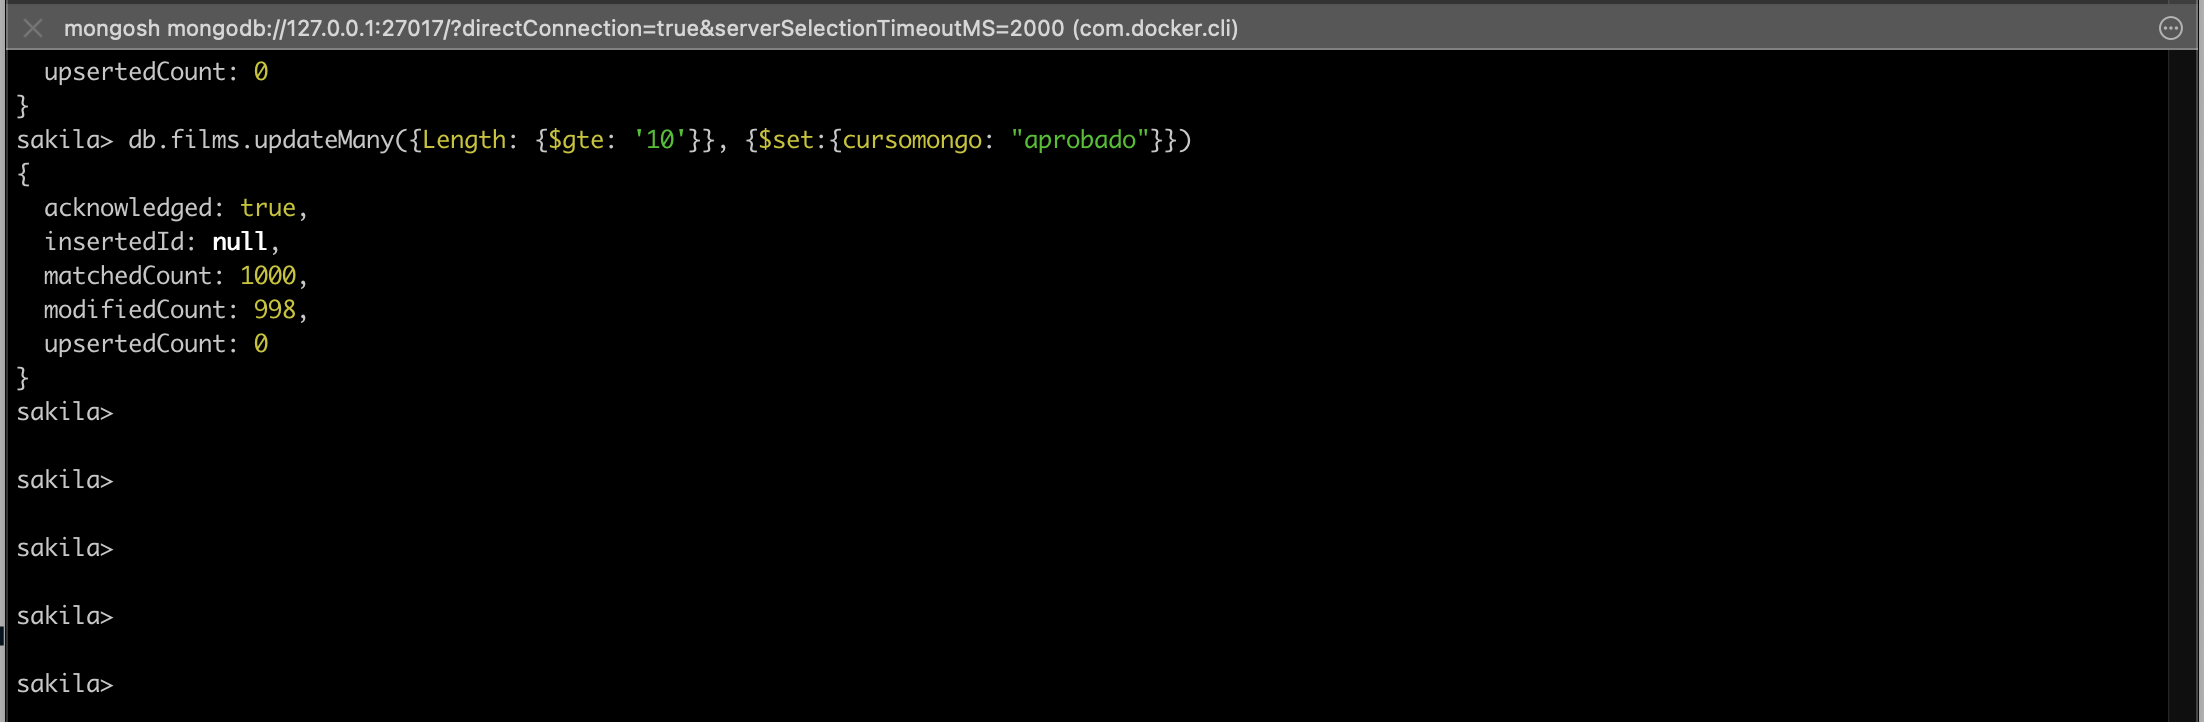 mongosh mongodb://127.0.0.1:27017/?directConnection=true&serverSelectionTimeoutMS=2000 (com.docker.cli)
  upsertedCount: 0
}
sakila> db.films.updateMany({Length: {$gte: '10'}}, {$set:{cursomongo: "aprobado"}})
{
  acknowledged: true,
  insertedId: null,
  matchedCount: 1000,
  modifiedCount: 998,
  upsertedCount: 0
}
sakila>
sakila>
sakila>
sakila>
sakila>